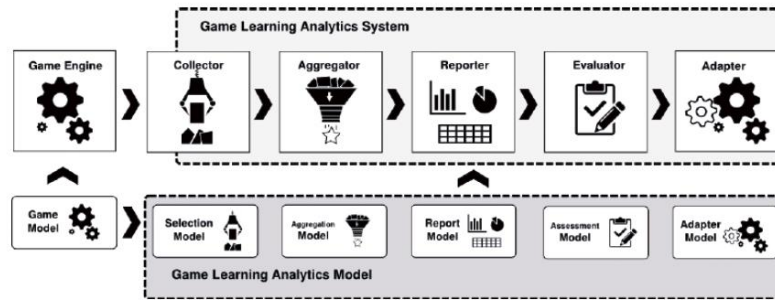 Game Learning Analytics System
Game Engine
Collector
Aggregator
Reporter
Evaluator
Adapter
Game
Model
Selection
Model
Aggregation
Model
Report
Model
Assessment
Model
Adapter
Model
Game Learning Analytics Model